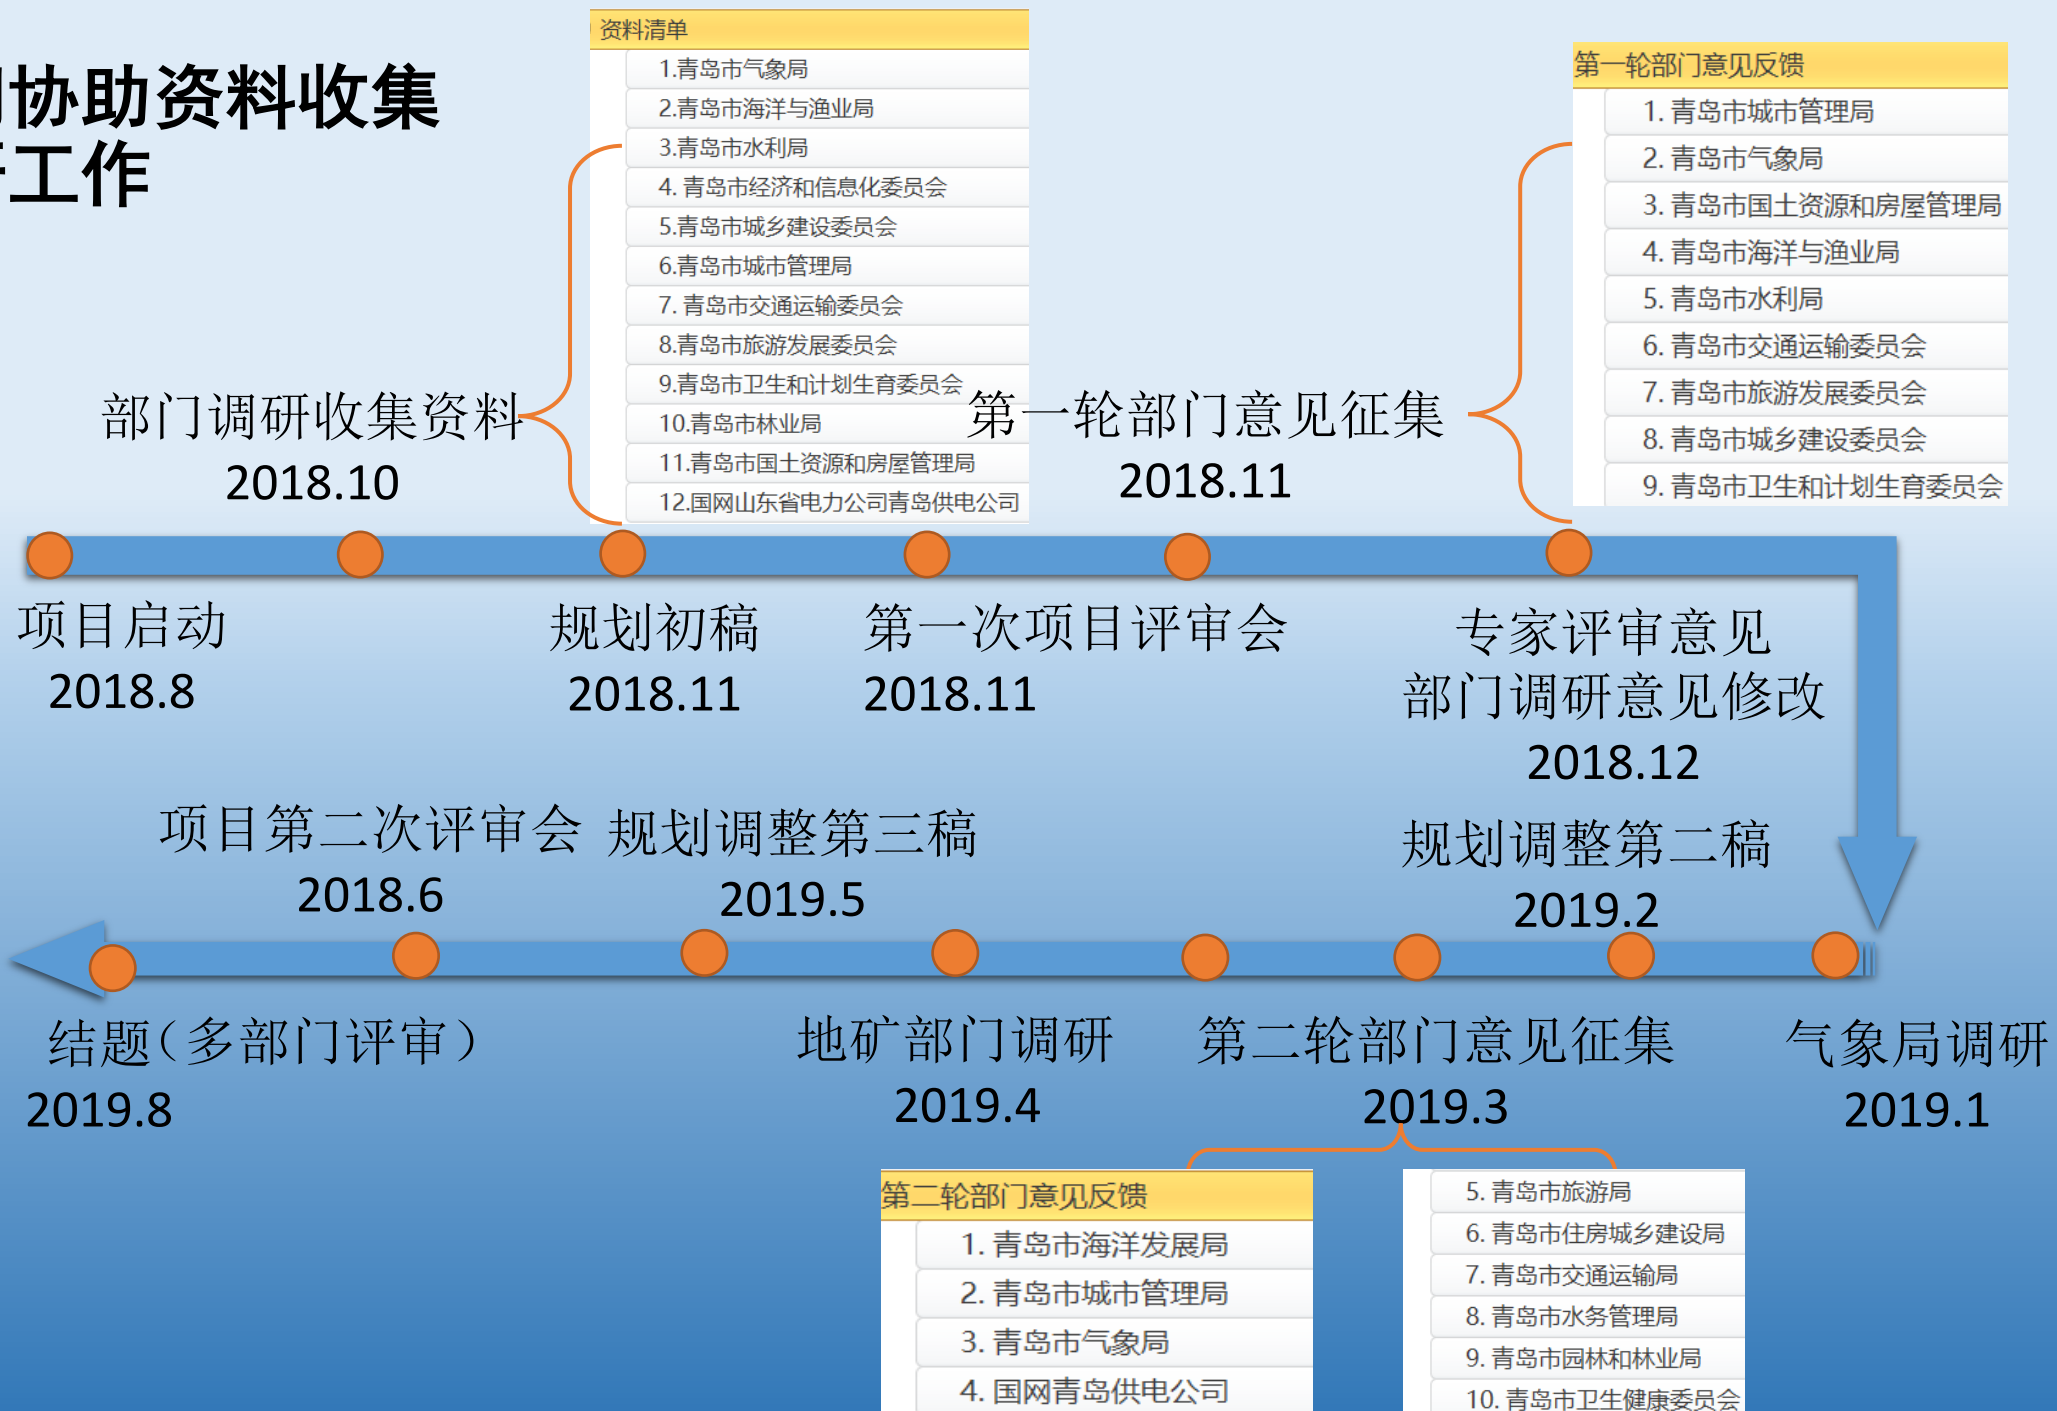 协助资料收集
工作
资料清单
1.青岛市气象局
2.青岛市海洋与渔业局
3.青岛市水利局
4. 青岛市经济和信息化委员会
5.青岛市城乡建设委员会
6.青岛市城市管理局
7. 青岛市交通运输委员会
8.青岛市旅游发展委员会
9.青岛市卫生和计划生育委员会
10.青岛市林业局
11.青岛市国土资源和房屋管理局
12.国网山东省电力公司青岛供电公司
第一轮部门意见反馈
1. 青岛市城市管理局
2. 青岛市气象局
3. 青岛市国土资源和房屋管理局
4. 青岛市海洋与渔业局
5. 青岛市水利局
6. 青岛市交通运输委员会
7. 青岛市旅游发展委员会
8. 青岛市城乡建设委员会
9. 青岛市卫生和计划生育委员会
部门调研收集资料
2018.10
第一轮部门意见征集
2018.11
项目启动
2018.8
规划初稿
2018.11
第一次项目评审会
2018.11
专家评审意见
部门调研意见修改
2018.12
项目第二次评审会
2018.6
规划调整第三稿
2019.5
规划调整第二稿
2019.2
结题（多部门评审）
2019.8
地矿部门调研
2019.4
第二轮部门意见征集
2019.3
气象局调研
2019.1
第二轮部门意见反馈
1. 青岛市海洋发展局
2. 青岛市城市管理局
3. 青岛市气象局
4. 国网青岛供电公司
5. 青岛市旅游局
6. 青岛市住房城乡建设局
7. 青岛市交通运输局
8. 青岛市水务管理局
9. 青岛市园林和林业局
10. 青岛市卫生健康委员会